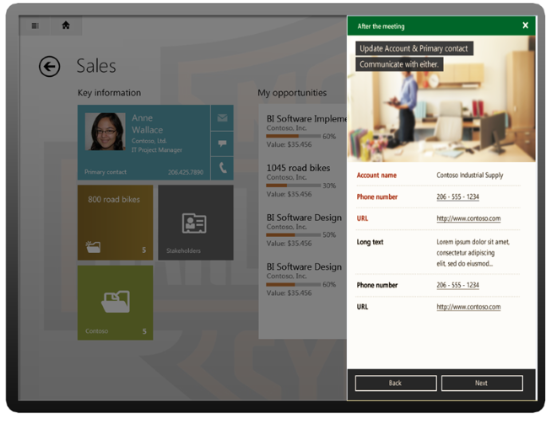 Sales
Key information
Anne
Wallace
Contoso, Ltd.
IT Project Manager
Primary contact 206.425.7890
800 road bikes
5
Stakeholders
Contoso 5
My opportunities
BI Software Implem
Contoso, Inc.
60%
Value: $35.456
1045 road bikes
Contoso, Inc.
30%
Value: $35.456
BI Software Design
Contoso, Inc.
50%
Value: $35.456
BI Software Design
Contoso, Inc.
60%
Value: $35.456
After the meeting X
Update Account & Primary contact
Communicate with either.
Account name Contoso Industrial Supply
Phone number 206 - 555 - 1234
URL http://www.contoso.com
Long text Lorem ipsum dolor sit amet,
consectetur adipiscing
elit, sed do eiusmod...
Phone number 206 - 555 - 1234
URL http://www.contoso.com
Back Next